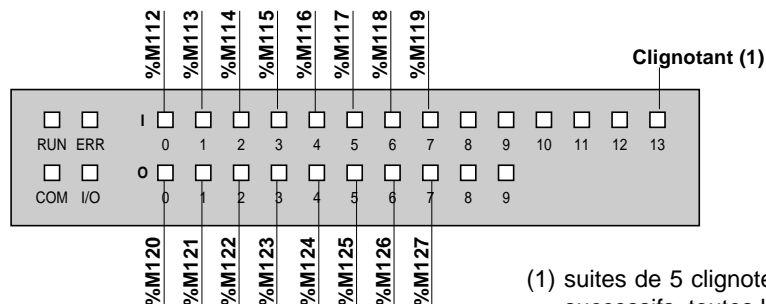 %M112 %M113 %M114 %M115 %M116 %M117 %M118 %M119
Clignotant (1)
I
RUN ERR 0 1 2 3 4 5 6 7 8 9 10 11 12 13
O
COM I/O 0 1 2 3 4 5 6 7 8 9
%M120 %M121 %M122 %M123 %M124 %M125 %M126 %M127
(1) suites de 5 clignote